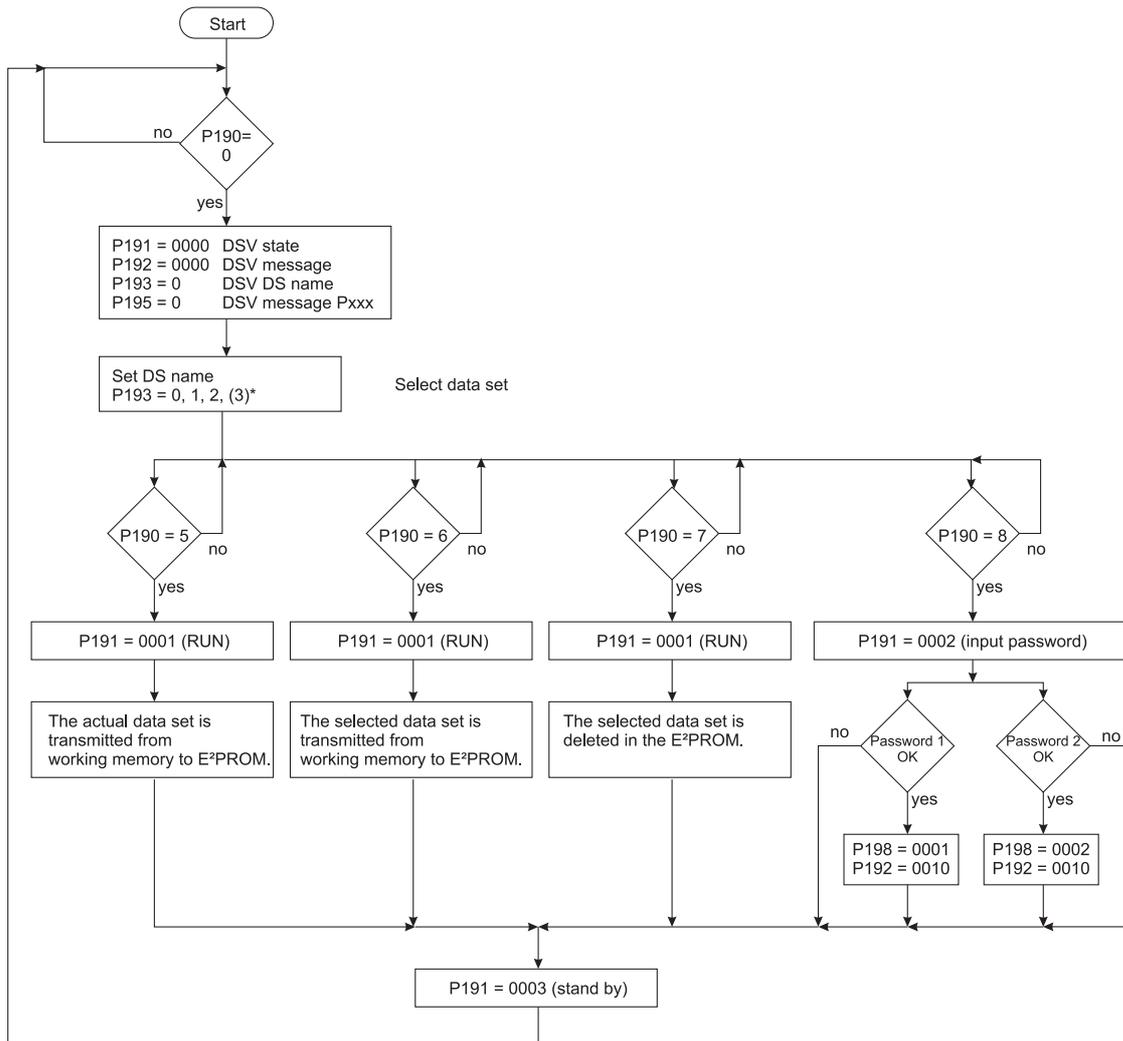 Start
no
P190=
0
yes
P191 = 0000 DSV state
P192 = 0000 DSV message
P193 = 0 DSV DS name
P195 = 0 DSV message Pxxx
Set DS name
P193 = 0, 1, 2, (3)*
Select data set
P190 = 5
no
yes
P190 = 6
no
yes
P190 = 7
no
yes
P190 = 8
no
yes
P191 = 0001 (RUN)
P191 = 0001 (RUN)
P191 = 0001 (RUN)
P191 = 0002 (input password)
The actual data set is
transmitted from
working memory to E²PROM.
The selected data set is
transmitted from
working memory to E²PROM.
The selected data set is
deleted in the E²PROM.
no
Password 1
OK
yes
Password 2
OK
no
yes
P198 = 0001
P192 = 0010
P198 = 0002
P192 = 0010
P191 = 0003 (stand by)